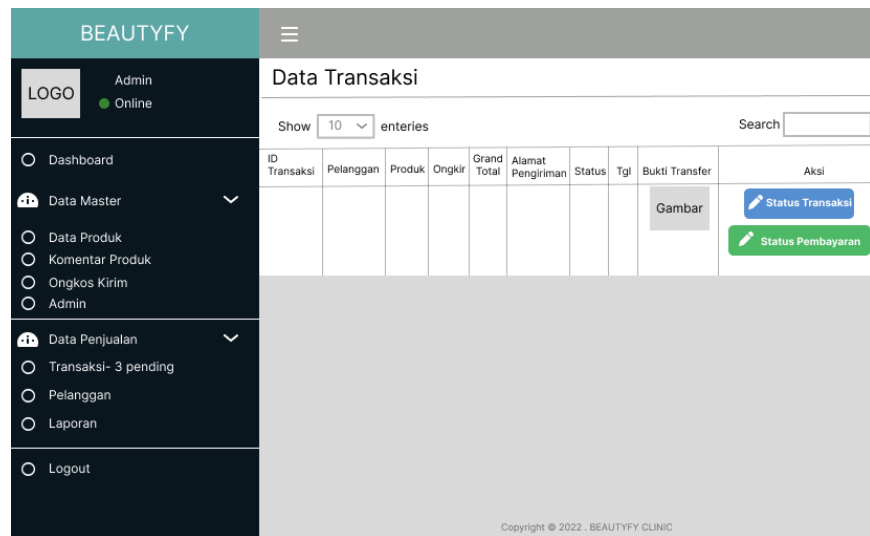 BEAUTYFY
LOGO
Admin
Online
Dashboard
Data Master
Data Produk
Komentar Produk
Ongkos Kirim
Admin
Data Penjualan
Transaksi- 3 pending
Pelanggan
Laporan
Logout
Data Transaksi
Show 10 enteries
Search
ID Transaksi Pelanggan Produk Ongkir Grand Total Alamat Pengiriman Status Tgl Bukti Transfer Aksi
Gambar
Status Transaksi
Status Pembayaran
Copyright © 2022 . BEAUTYFY CLINIC